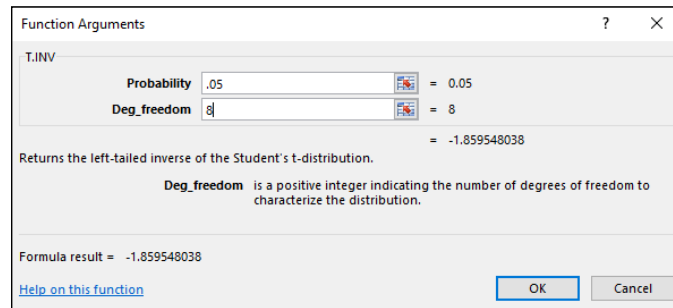 Function Arguments ? ×
T.INV
Probability .05 = 0.05
Deg_freedom 8 = 8
= -1.859548038
Returns the left-tailed inverse of the Student's t-distribution.
Deg_freedom is a positive integer indicating the number of degrees of freedom to
characterize the distribution.
Formula result = -1.859548038
Help on this function OK Cancel